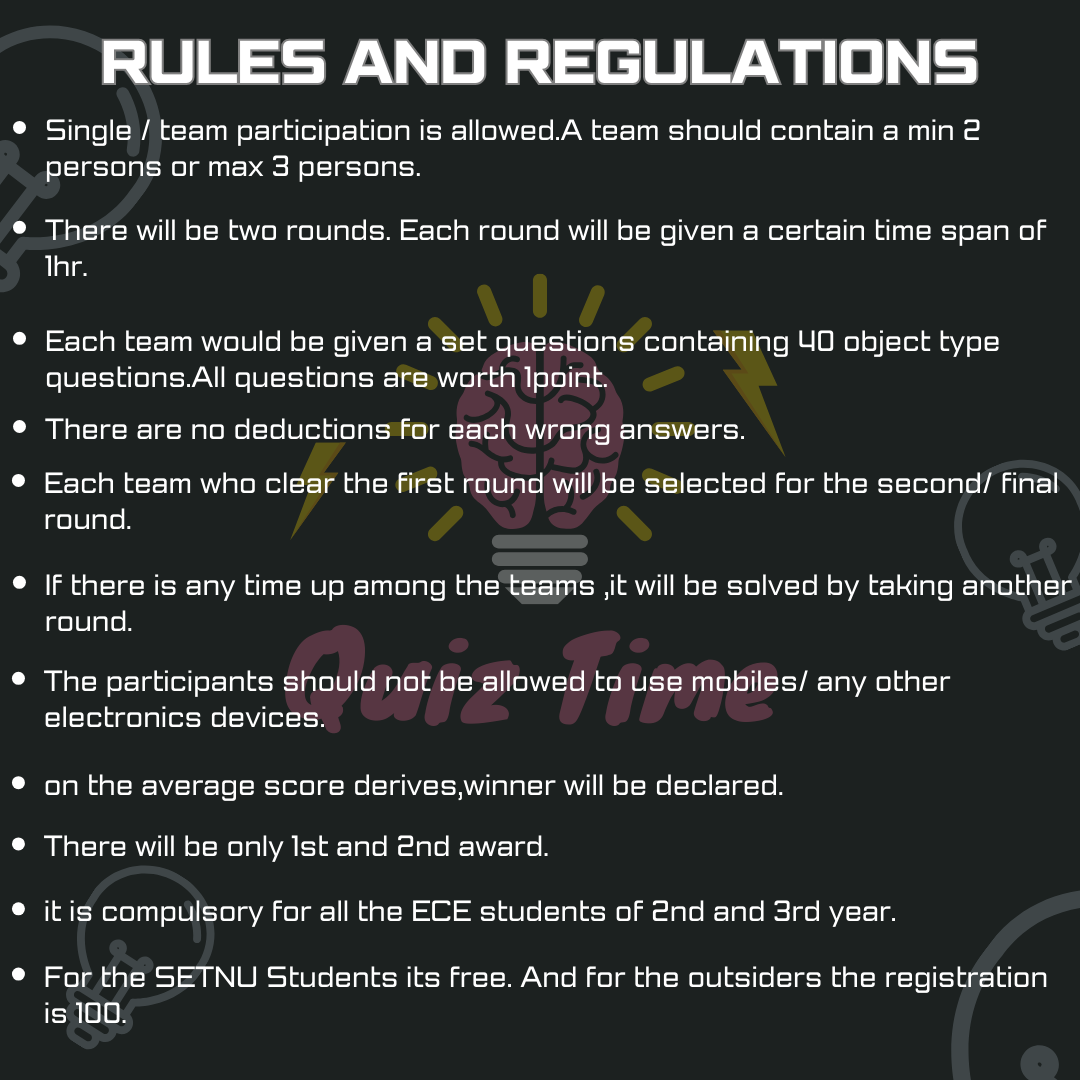 RULES AND REGULATIONS
Single / team participation is allowed.A team should contain a min 2
persons or max 3 persons.
There will be two rounds. Each round will be given a certain time span of
1hr.
Each team would be given a set questions containing 40 object type
questions.All questions are worth 1point.
There are no deductions for each wrong answers.
Each team who clear the first round will be selected for the second/ final
round.
If there is any time up among the teams ,it will be solved by taking another
round.
Quiz Time
The participants should not be allowed to use mobiles/ any other
electronics devices.
on the average score derives,winner will be declared.
There will be only 1st and 2nd award.
it is compulsory for all the ECE students of 2nd and 3rd year.
For the SETNU Students its free. And for the outsiders the registration
is 100.